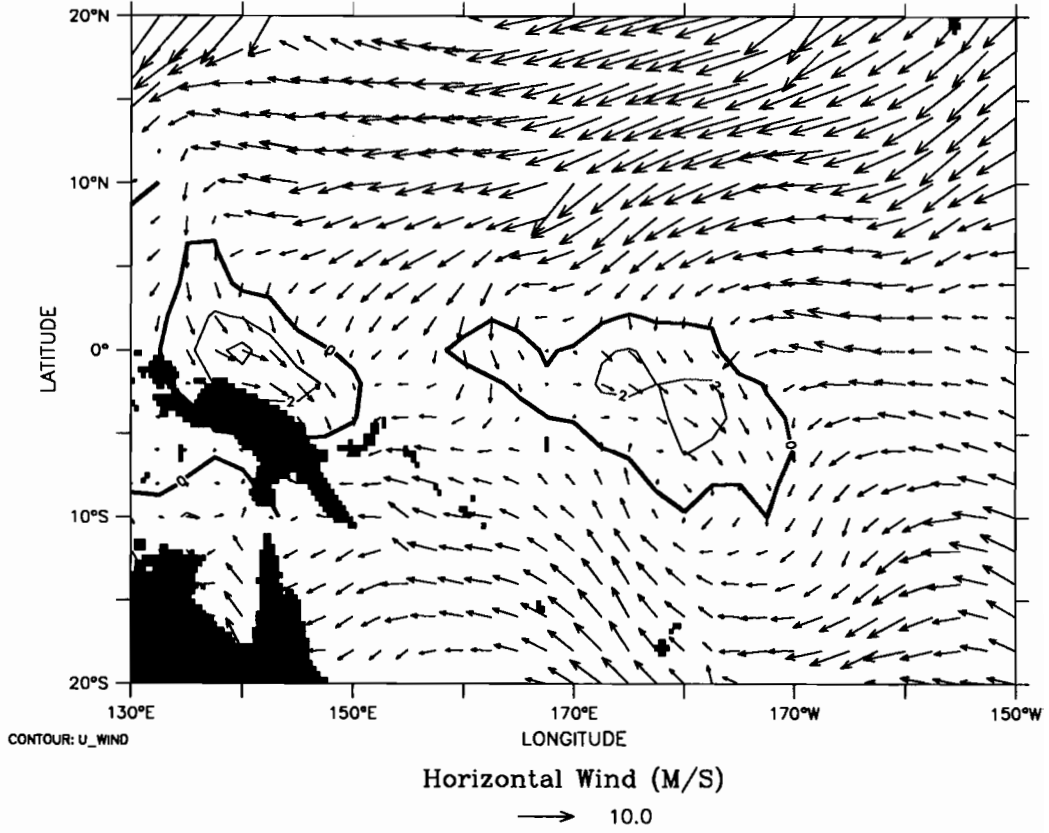 20°N
10°N
0°
10°S
20°S
LATITUDE
0
2
0
2
2
0
130°E 150°E 170°E 170°W 150°W
CONTOUR: U_WIND
LONGITUDE
Horizontal Wind (M/S)
10.0